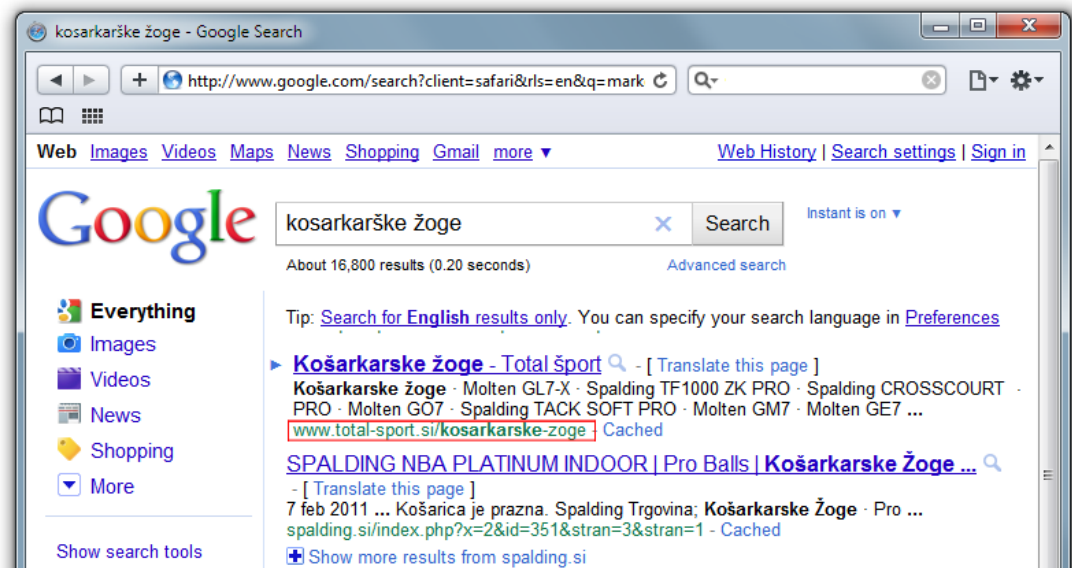 kosarkarške žoge - Google Search
http://www.google.com/search?client=safari&rls=en&q=mark
Web Images Videos Maps News Shopping Gmail more ▼ Web History | Search settings | Sign in
Google
kosarkarške žoge
Search
Instant is on ▼
About 16,800 results (0.20 seconds)
Advanced search
Everything
Images
Videos
News
Shopping
More
Show search tools
Tip: Search for English results only. You can specify your search language in Preferences
Košarkarske žoge - Total šport - [ Translate this page ]
Košarkarske žoge · Molten GL7-X · Spalding TF1000 ZK PRO · Spalding CROSSCOURT ·
PRO · Molten GO7 · Spalding TACK SOFT PRO · Molten GM7 · Molten GE7 ...
www.total-sport.si/kosarkarske-zoge - Cached
SPALDING NBA PLATINUM INDOOR | Pro Balls | Košarkarske Žoge ...
- [ Translate this page ]
7 feb 2011 ... Košarica je prazna. Spalding Trgovina; Košarkarske Žoge · Pro ...
spalding.si/index.php?x=2&id=351&stran=3&stran=1 - Cached
Show more results from spalding.si